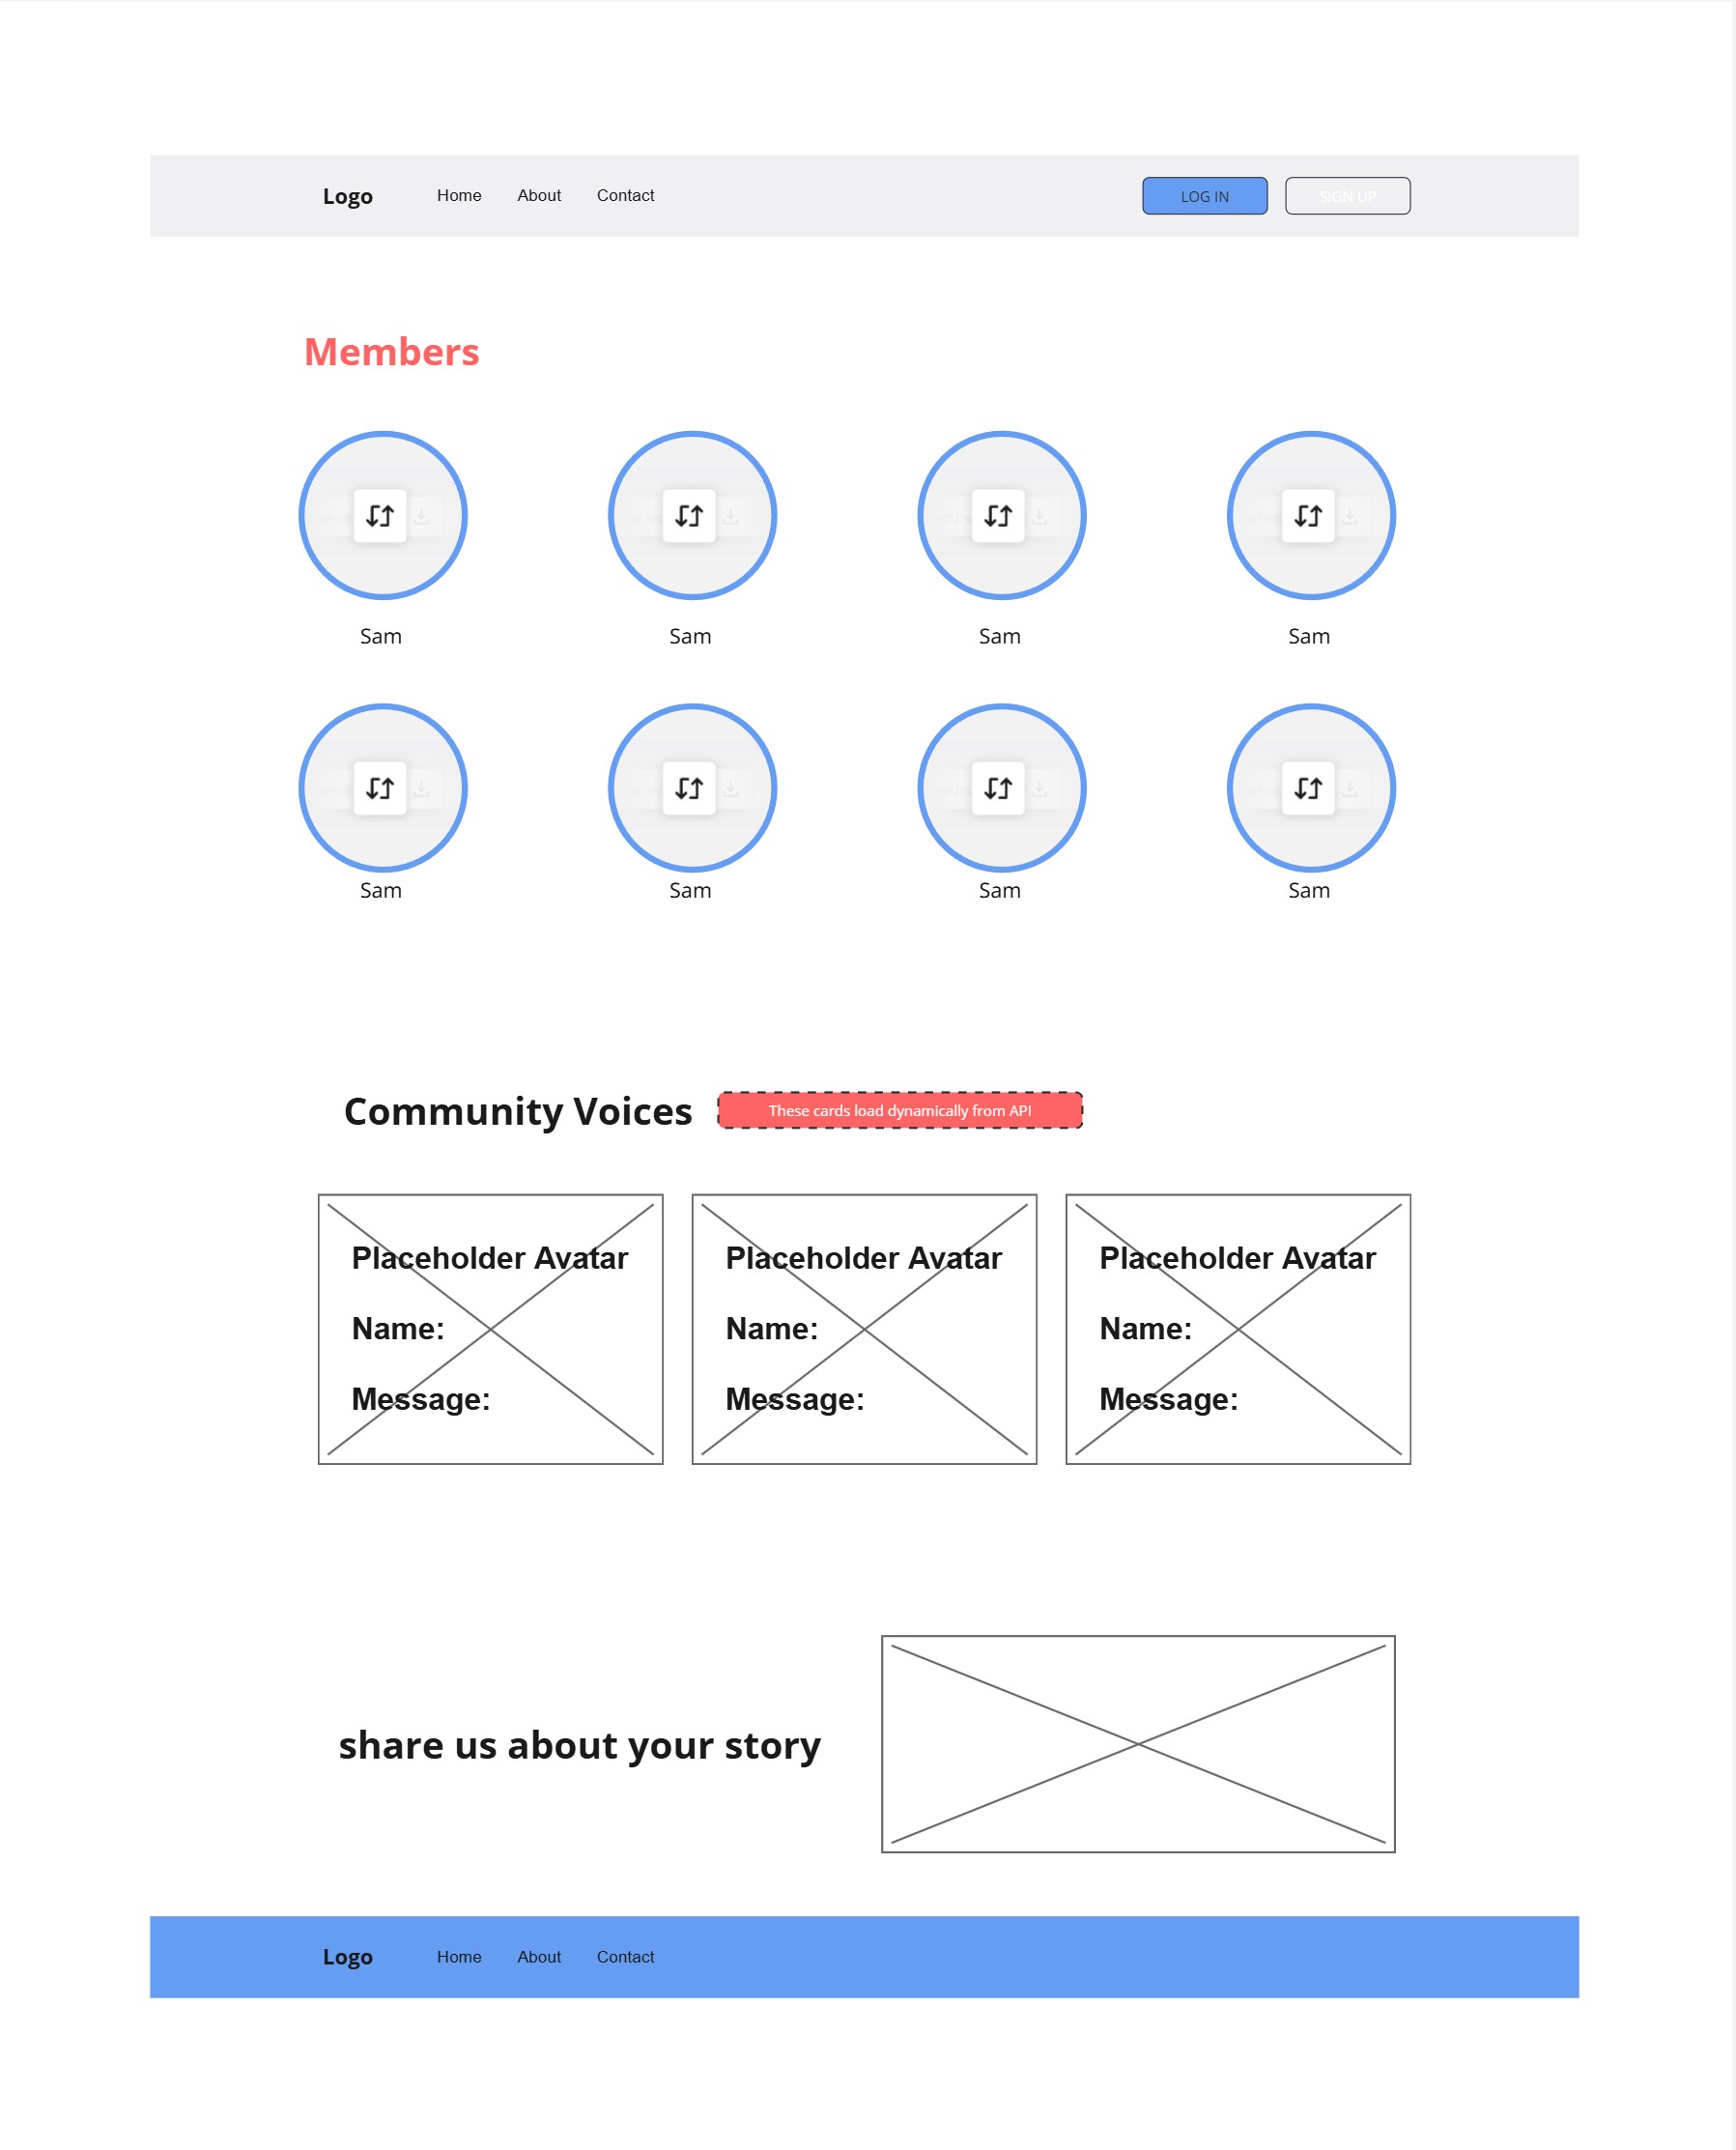 Logo Home About Contact LOG IN SIGN UP
Members
Sam Sam Sam Sam
Sam Sam Sam Sam
Community Voices These cards load dynamically from API
Placeholder Avatar Placeholder Avatar Placeholder Avatar
Name: Name: Name:
Message: Message: Message:
share us about your story
Logo Home About Contact